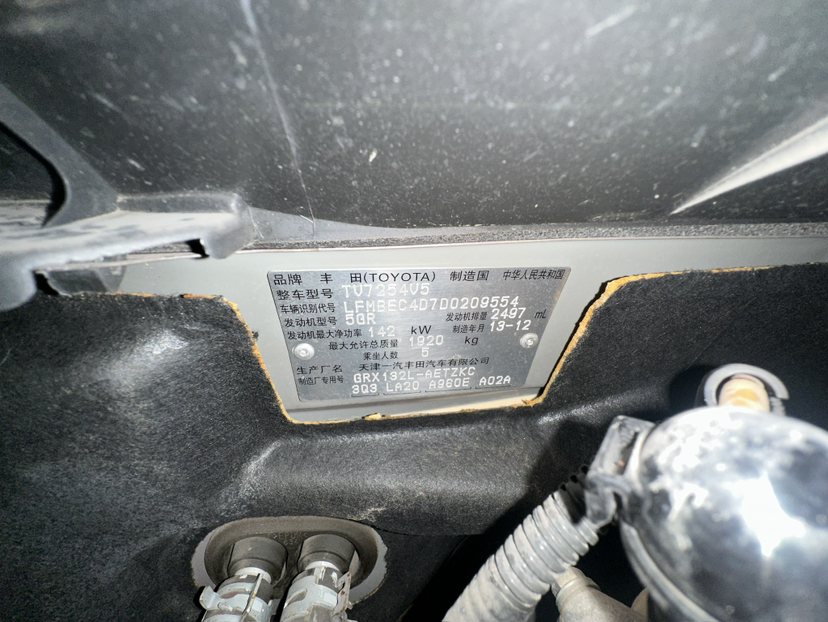 品牌 丰 田(TOYOTA) 制造国 中华人民共和国
整车型号 TV7254V5
车辆识别代号 LFMBEC4D7D0209554
发动机型号 5GR 发动机排量 2497 mL
发动机最大净功率 142 kW 制造年月 13-12
最大允许总质量 1920 kg
乘坐人数 5
生产厂名 天津一汽丰田汽车有限公司
制造厂专用号 GRX132L-AETZKC
3Q3 LA20 A960E A02A